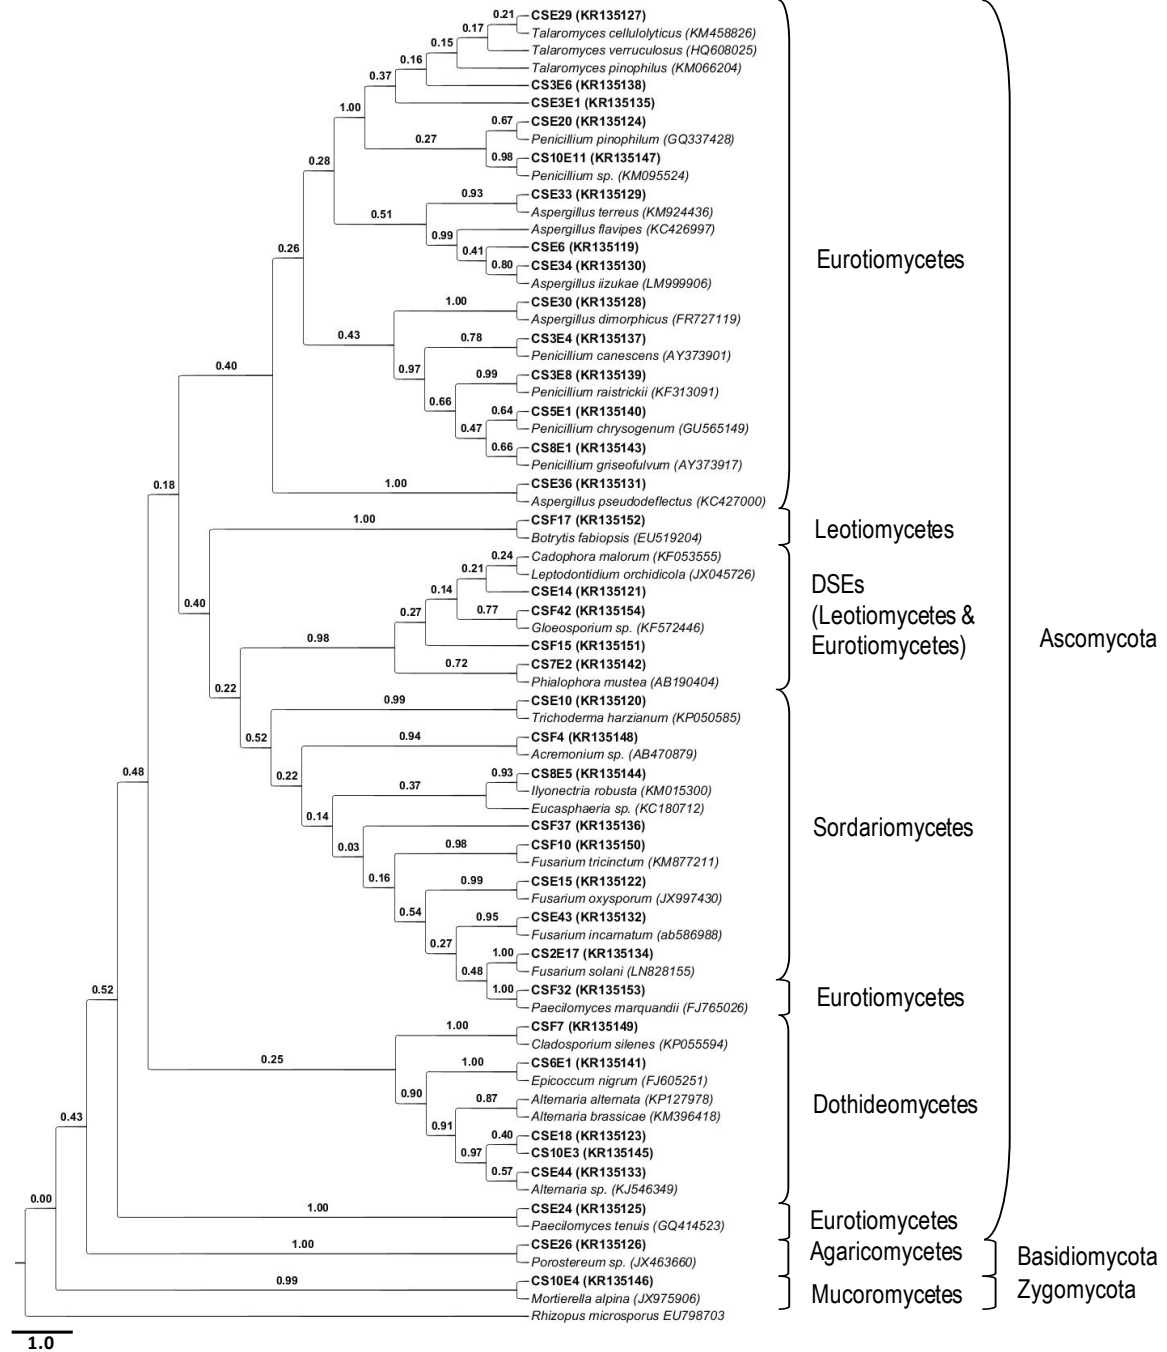 0.21 CSE29 (KR135127)
0.17 Talaromyces cellulolyticus (KM458826)
0.15 Talaromyces verruculosus (HQ608025)
0.16 Talaromyces pinophilus (KM066204)
0.37 CS3E6 (KR135138)
1.00 CSE3E1 (KR135135)
0.67 CSE20 (KR135124)
0.27 Penicillium pinophilum (GQ337428)
0.98 CS10E11 (KR135147)
0.28 Penicillium sp. (KM095524)
0.93 CSE33 (KR135129)
0.51 Aspergillus terreus (KM924436)
0.99 Aspergillus flavipes (KC426997)
0.26 0.41 CSE6 (KR135119)
0.80 CSE34 (KR135130)
Eurotiomycetes
Aspergillus iizukae (LM999906)
1.00 CSE30 (KR135128)
Aspergillus dimorphicus (FR727119)
0.43 0.78 CS3E4 (KR135137)
Penicillium canescens (AY373901)
0.40 0.97 0.99 CS3E8 (KR135139)
Penicillium raistrickii (KF313091)
0.66 0.64 CS5E1 (KR135140)
0.47 Penicillium chrysogenum (GU565149)
0.66 CS8E1 (KR135143)
Penicillium griseofulvum (AY373917)
0.18 1.00 CSE36 (KR135131)
Aspergillus pseudodeflectus (KC427000)
1.00 CSF17 (KR135152)
Leotiomycetes
Botrytis fabiopsis (EU519204)
0.24 Cadophora malorum (KF053555)
0.21 Leptodontidium orchidicola (JX045726)
0.14 CSE14 (KR135121)
DSEs
(Leotiomycetes &
Eurotiomycetes)
0.40 0.27 0.77 CSF42 (KR135154)
Gloeosporium sp. (KF572446)
0.98 CSF15 (KR135151)
Ascomycota
0.72 CS7E2 (KR135142)
Phialophora mustea (AB190404)
0.22 0.99 CSE10 (KR135120)
Trichoderma harzianum (KP050585)
0.52 0.94 CSF4 (KR135148)
Acremonium sp. (AB470879)
0.48 0.22 0.93 CS8E5 (KR135144)
0.37 Ilyonectria robusta (KM015300)
Eucasphaeria sp. (KC180712)
0.14 CSF37 (KR135136)
Sordariomycetes
0.03 0.98 CSF10 (KR135150)
Fusarium tricinctum (KM877211)
0.16 0.99 CSE15 (KR135122)
Fusarium oxysporum (JX997430)
0.54 0.95 CSE43 (KR135132)
Fusarium incarnatum (ab586988)
0.27 1.00 CS2E17 (KR135134)
0.48 Fusarium solani (LN828155)
0.52 1.00 CSF32 (KR135153)
Eurotiomycetes
Paecilomyces marquandii (FJ765026)
1.00 CSF7 (KR135149)
Cladosporium silenes (KP055594)
0.25 1.00 CS6E1 (KR135141)
Epicoccum nigrum (FJ605251)
0.90 0.87 Alternaria alternata (KP127978)
Dothideomycetes
0.43 Alternaria brassicae (KM396418)
0.91 0.40 CSE18 (KR135123)
0.97 CS10E3 (KR135145)
0.57 CSE44 (KR135133)
Alternaria sp. (KJ546349)
0.00 1.00 CSE24 (KR135125)
Eurotiomycetes
Paecilomyces tenuis (GQ414523)
1.00 CSE26 (KR135126)
Agaricomycetes
Basidiomycota
Porostereum sp. (JX463660)
0.99 CS10E4 (KR135146)
Mucoromycetes
Zygomycota
Mortierella alpina (JX975906)
Rhizopus microsporus EU798703
1.0